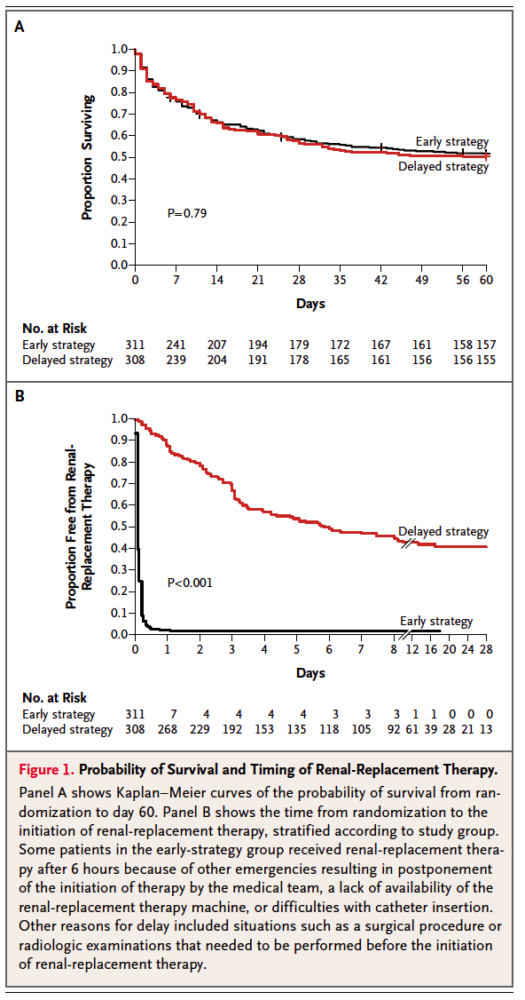 A
Proportion Surviving
1.0
0.9
0.8
0.7
0.6
0.5
0.4
0.3
0.2
0.1
0.0
Early strategy
Delayed strategy
P=0.79
0 7 14 21 28 35 42 49 56 60
Days
No. at Risk
Early strategy 311 241 207 194 179 172 167 161 158 157
Delayed strategy 308 239 204 191 178 165 161 156 156 155
B
Proportion Free from Renal-
Replacement Therapy
1.0
0.9
0.8
0.7
0.6
0.5
0.4
0.3
0.2
0.1
0.0
Delayed strategy
P<0.001
Early strategy
0 1 2 3 4 5 6 7 8 12 16 20 24 28
Days
No. at Risk
Early strategy 311 7 4 4 4 4 3 3 3 1 1 0 0 0
Delayed strategy 308 268 229 192 153 135 118 105 92 61 39 28 21 13
Figure 1. Probability of Survival and Timing of Renal-Replacement Therapy.
Panel A shows Kaplan–Meier curves of the probability of survival from ran-
domization to day 60. Panel B shows the time from randomization to the
initiation of renal-replacement therapy, stratified according to study group.
Some patients in the early-strategy group received renal-replacement thera-
py after 6 hours because of other emergencies resulting in postponement
of the initiation of therapy by the medical team, a lack of availability of the
renal-replacement therapy machine, or difficulties with catheter insertion.
Other reasons for delay included situations such as a surgical procedure or
radiologic examinations that needed to be performed before the initiation
of renal-replacement therapy.